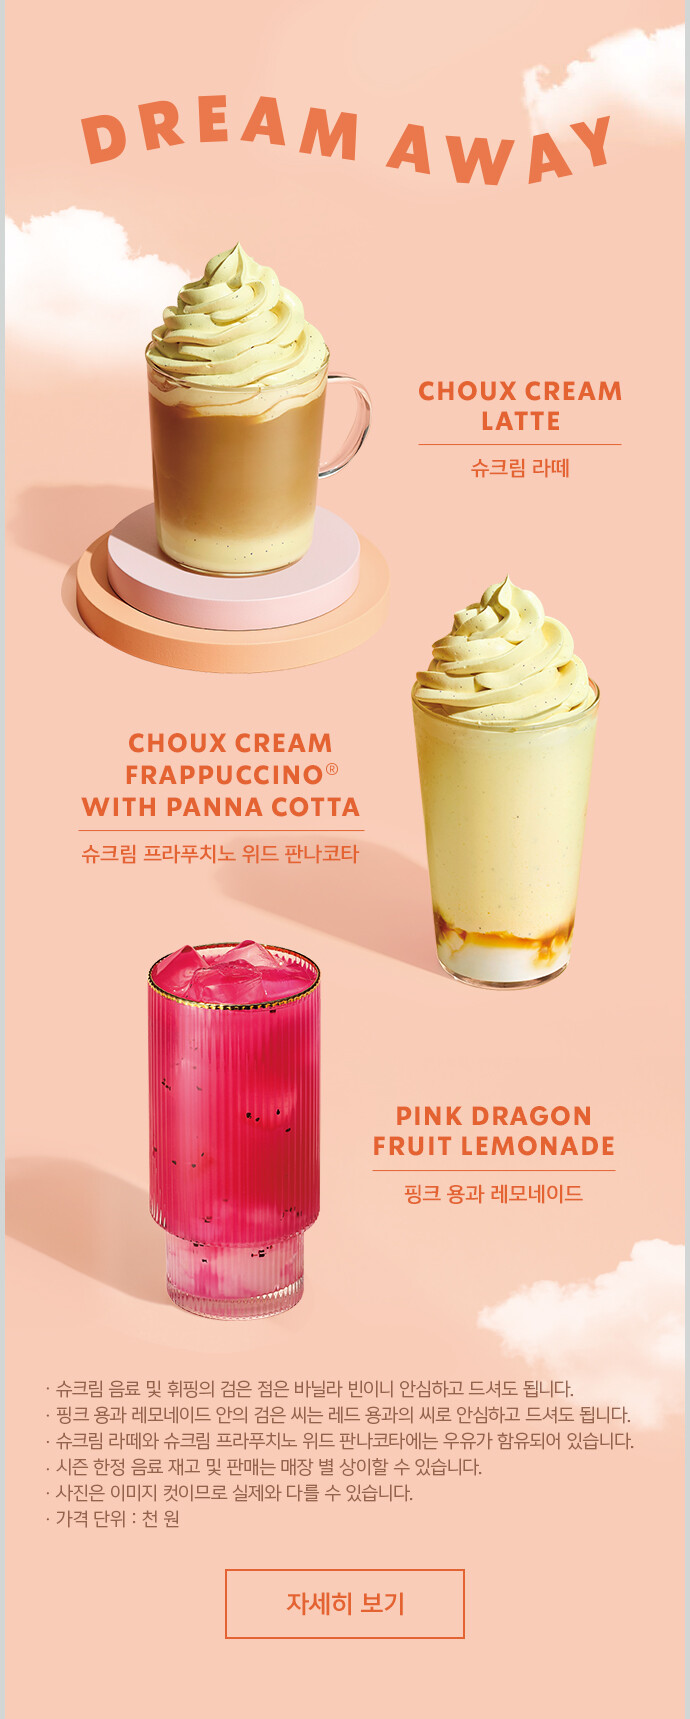 DREAM AWAY
CHOUX CREAM
LATTE
슈크림 라떼
CHOUX CREAM
FRAPPUCCINO®
WITH PANNA COTTA
슈크림 프라푸치노 위드 판나코타
PINK DRAGON
FRUIT LEMONADE
핑크 용과 레모네이드
· 슈크림 음료 및 휘핑의 검은 점은 바닐라 빈이니 안심하고 드셔도 됩니다.
· 핑크 용과 레모네이드 안의 검은 씨는 레드 용과의 씨로 안심하고 드셔도 됩니다.
· 슈크림 라떼와 슈크림 프라푸치노 위드 판나코타에는 우유가 함유되어 있습니다.
· 시즌 한정 음료 재고 및 판매는 매장 별 상이할 수 있습니다.
· 사진은 이미지 컷이므로 실제와 다를 수 있습니다.
· 가격 단위 : 천 원
자세히 보기